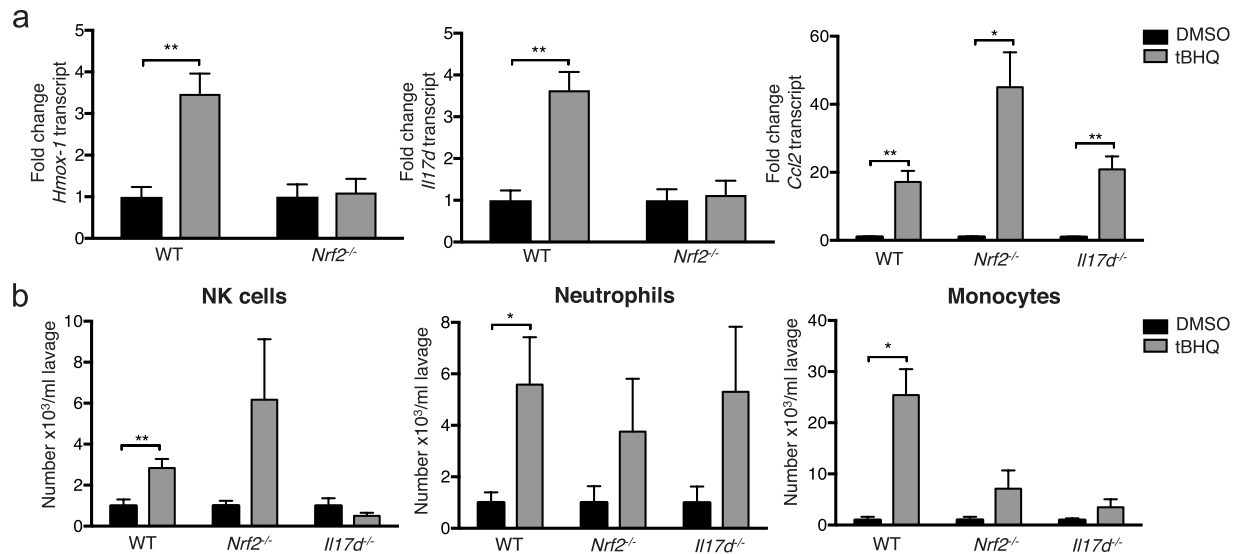 a
Fold change
Hmox-1 transcript
5
4
3
2
1
0
**
WT
Nrf2-/-
Fold change
Il17d transcript
5
4
3
2
1
0
**
WT
Nrf2-/-
Fold change
Ccl2 transcript
60
40
20
0
**
*
**
WT
Nrf2-/-
Il17d-/-
DMSO
tBHQ
b
NK cells
Number x10³/ml lavage
10
8
6
4
2
0
**
WT
Nrf2-/-
Il17d-/-
Neutrophils
Number x10³/ml lavage
8
6
4
2
0
*
WT
Nrf2-/-
Il17d-/-
Monocytes
Number x10³/ml lavage
40
30
20
10
0
*
WT
Nrf2-/-
Il17d-/-
DMSO
tBHQ